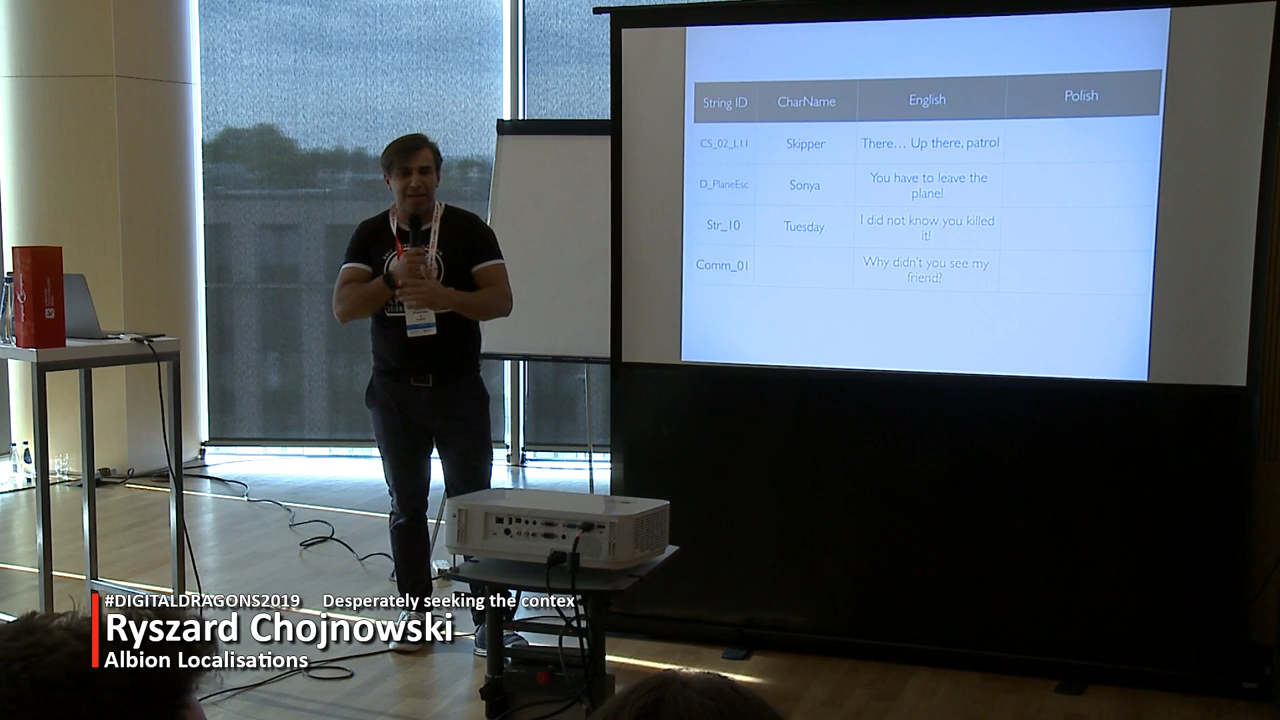 String ID CharName English Polish
CS_02_L11 Skipper There... Up there, patrol
D_PlaneEsc Sonya You have to leave the
plane!
Str_10 Tuesday I did not know you killed
it!
Comm_01 Why didn't you see my
friend?
#DIGITALDRAGONS2019 Desperately seeking the contex
Ryszard Chojnowski
Albion Localisations